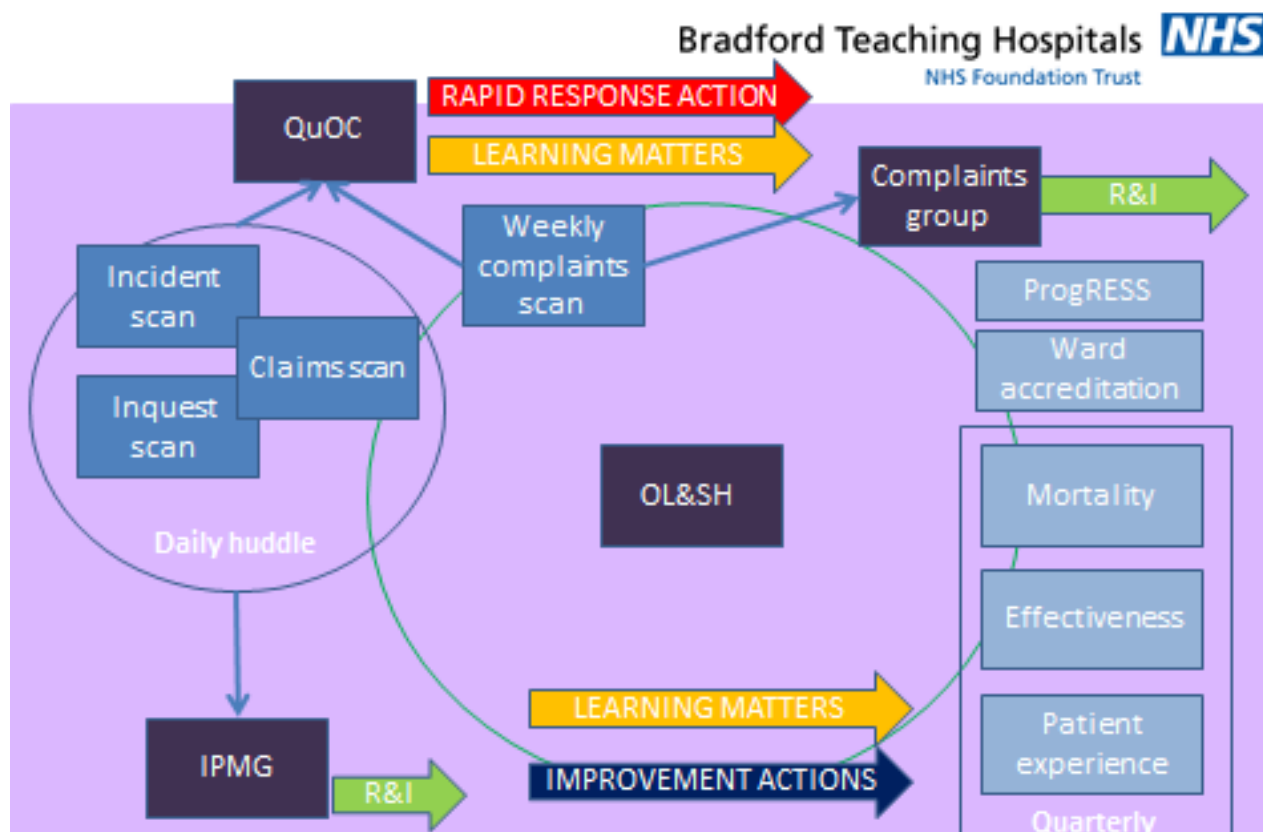 Bradford Teaching Hospitals NHS
NHS Foundation Trust
QuOC
RAPID RESPONSE ACTION
LEARNING MATTERS
Complaints
group
R&I
Weekly
complaints
scan
Incident
scan
Claims scan
Inquest
scan
Daily huddle
ProgRESS
Ward
accreditation
OL&SH
Mortality
Effectiveness
Patient
experience
Quarterly
LEARNING MATTERS
IMPROVEMENT ACTIONS
IPMG
R&I